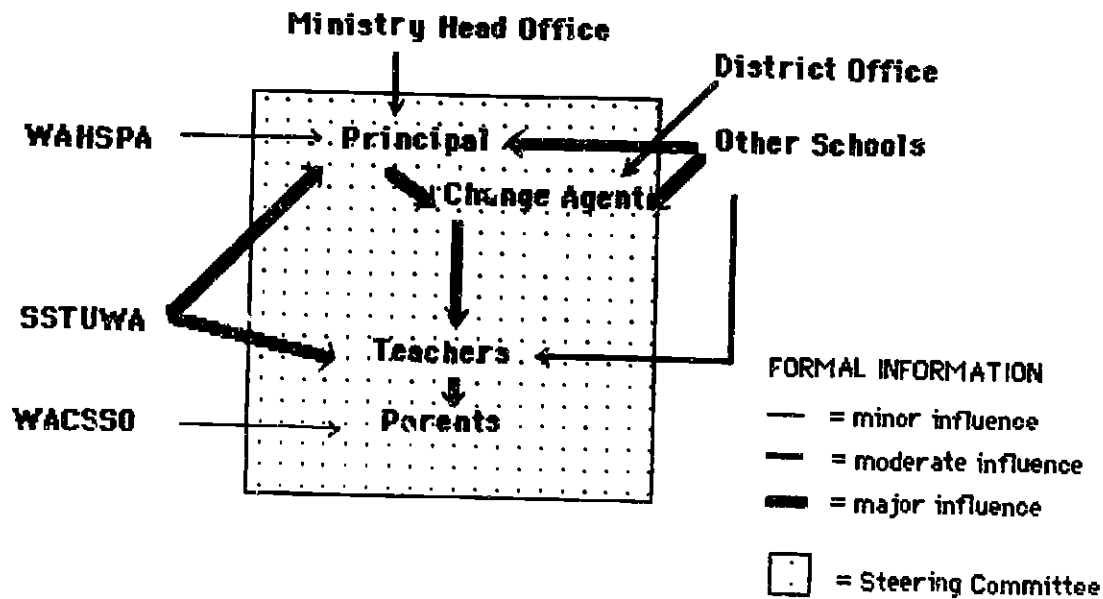 Ministry Head Office
District Office
WAHSPA
Principal
Other Schools
Change Agents
SSTUWA
Teachers
WACSSO
Parents
FORMAL INFORMATION
= minor influence
= moderate influence
= major influence
= Steering Committee